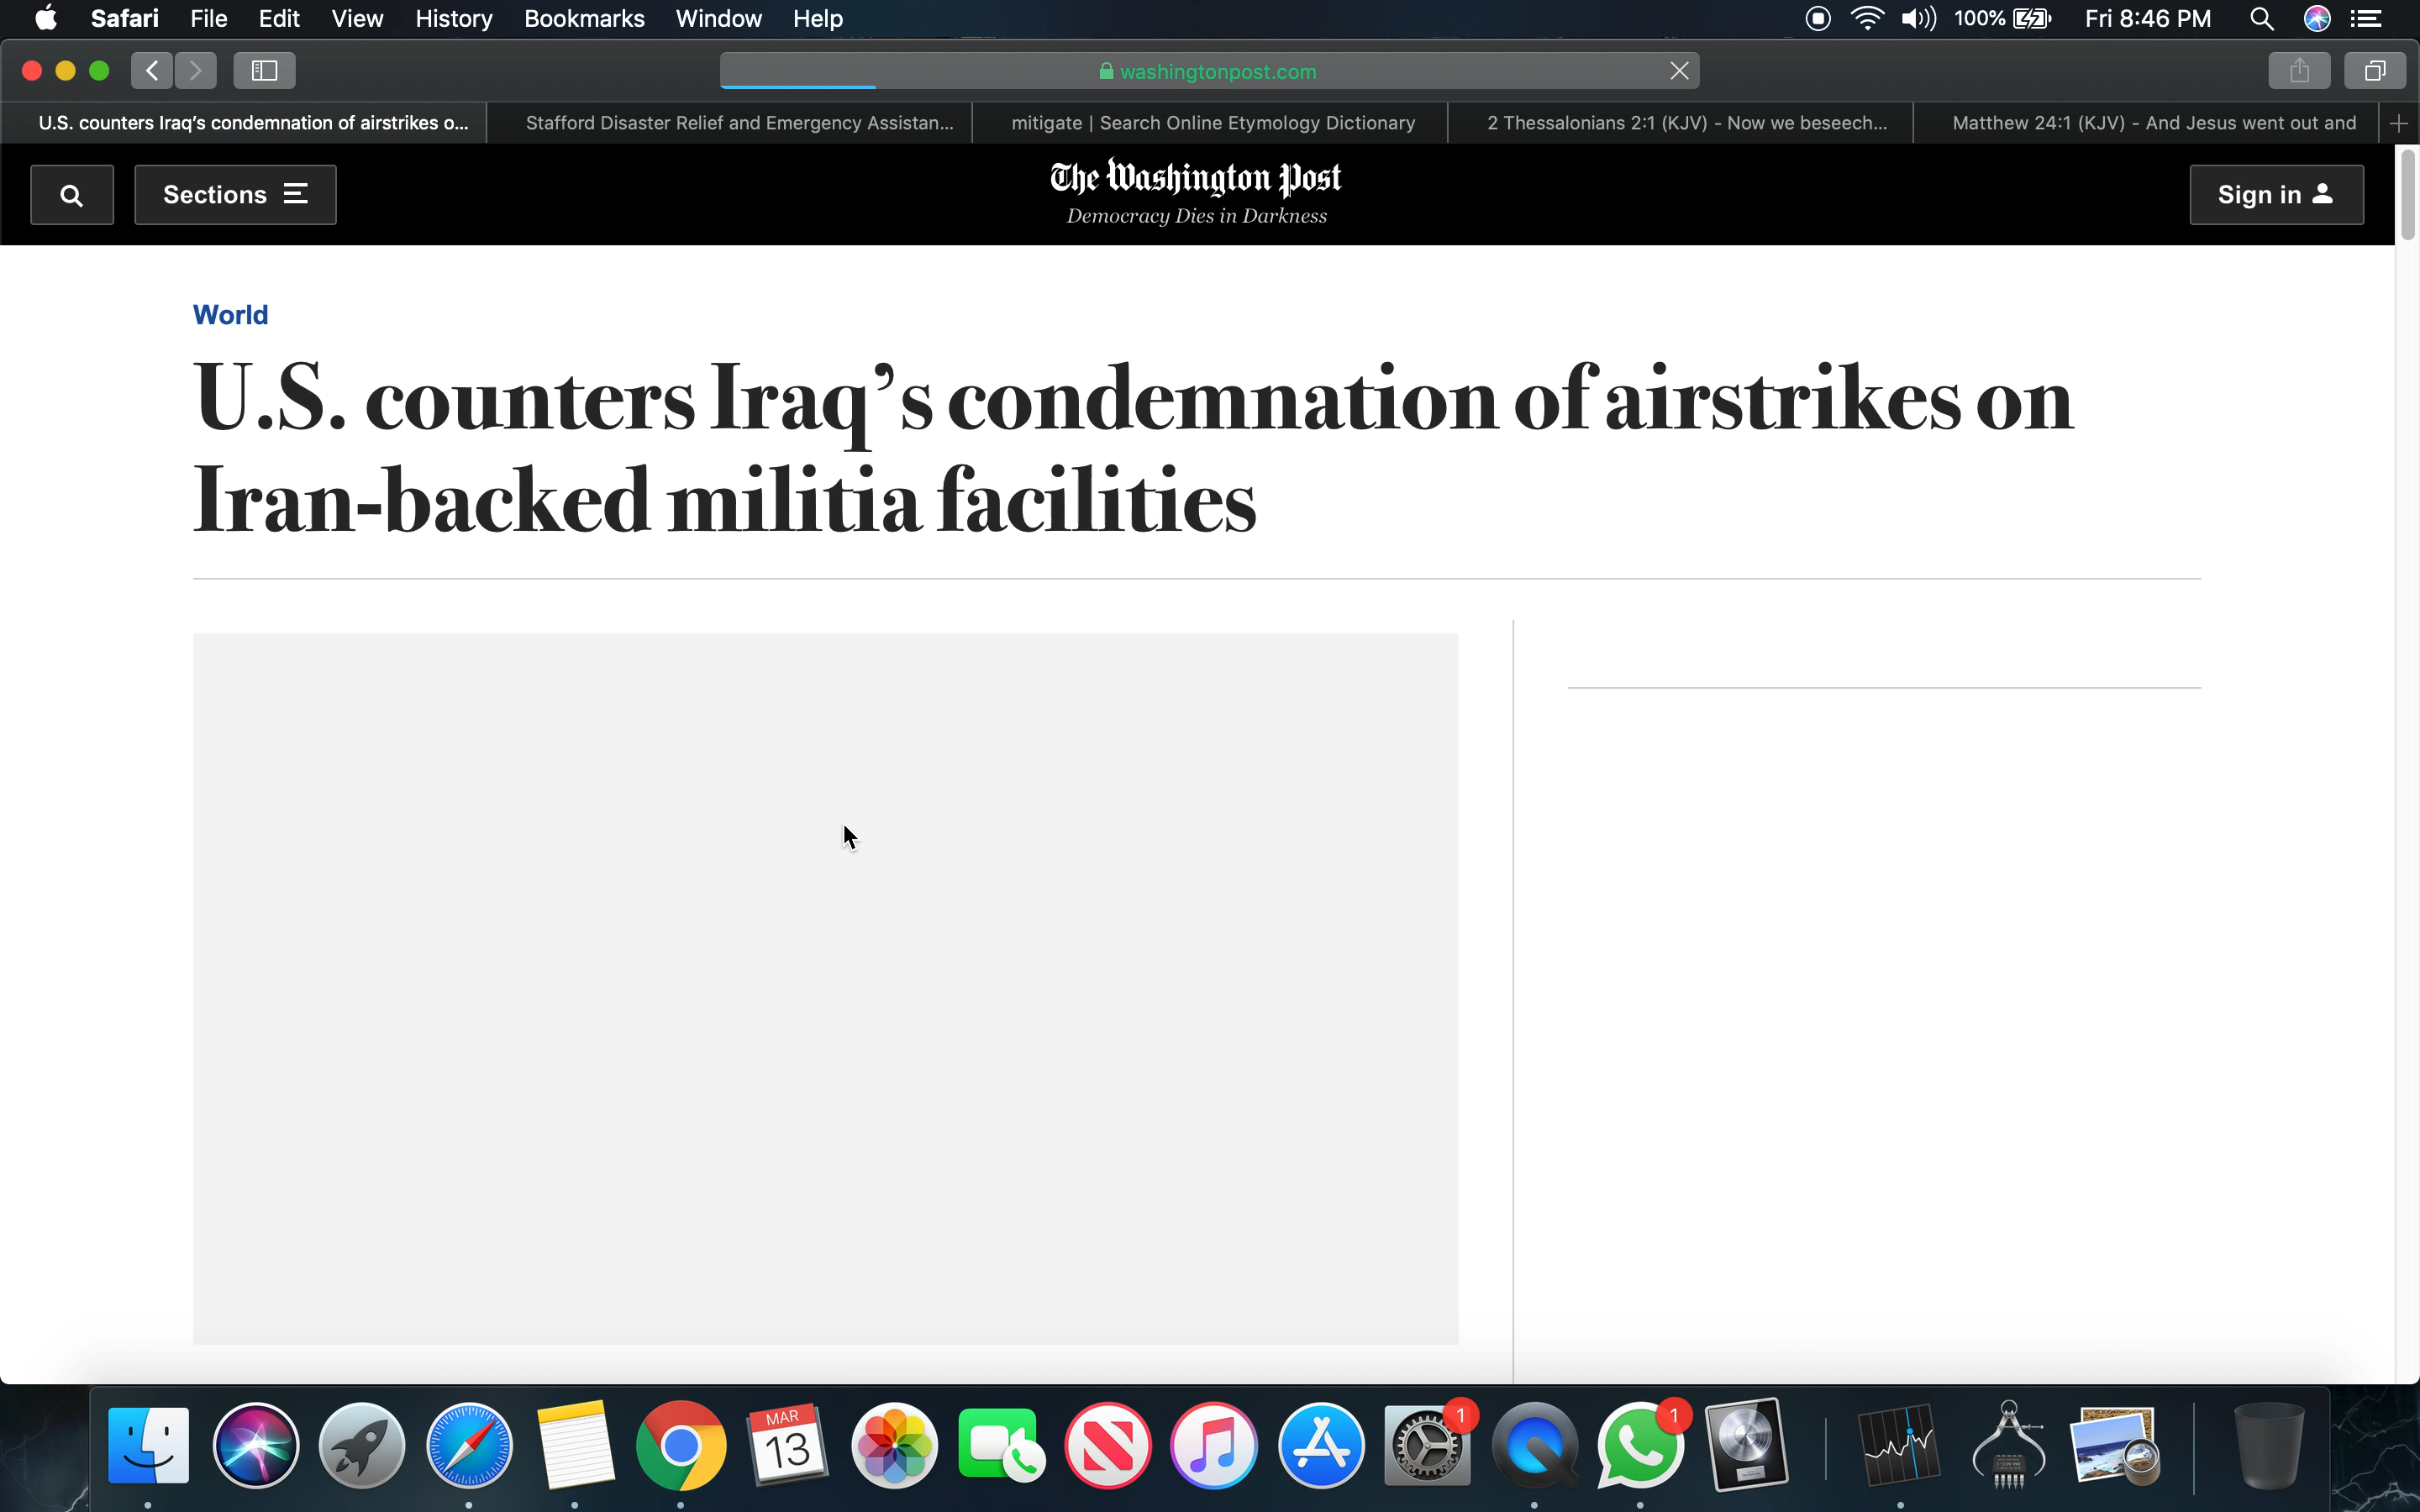 Safari File Edit View History Bookmarks Window Help 100% Fri 8:46 PM
washingtonpost.com
U.S. counters Iraq’s condemnation of airstrikes o... Stafford Disaster Relief and Emergency Assistan... mitigate | Search Online Etymology Dictionary 2 Thessalonians 2:1 (KJV) - Now we beseech... Matthew 24:1 (KJV) - And Jesus went out and
Sections The Washington Post Sign in
Democracy Dies in Darkness
World
U.S. counters Iraq’s condemnation of airstrikes on
Iran-backed militia facilities
1 1
MAR
13